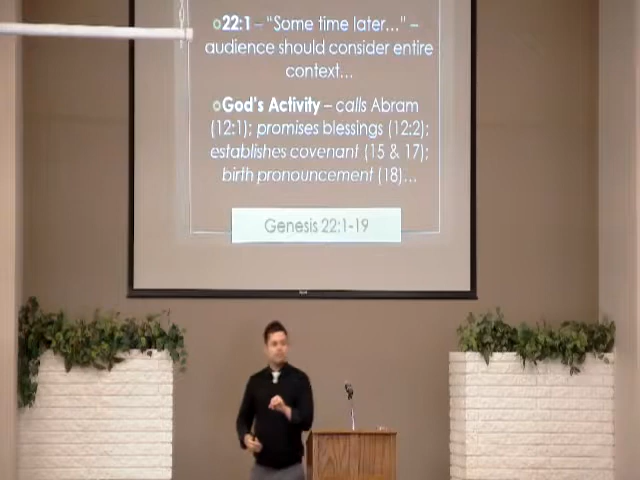 22:1 – “Some time later...” –
audience should consider entire
context...
God’s Activity – calls Abram
(12:1); promises blessings (12:2);
establishes covenant (15 & 17);
birth pronouncement (18)...
Genesis 22:1-19